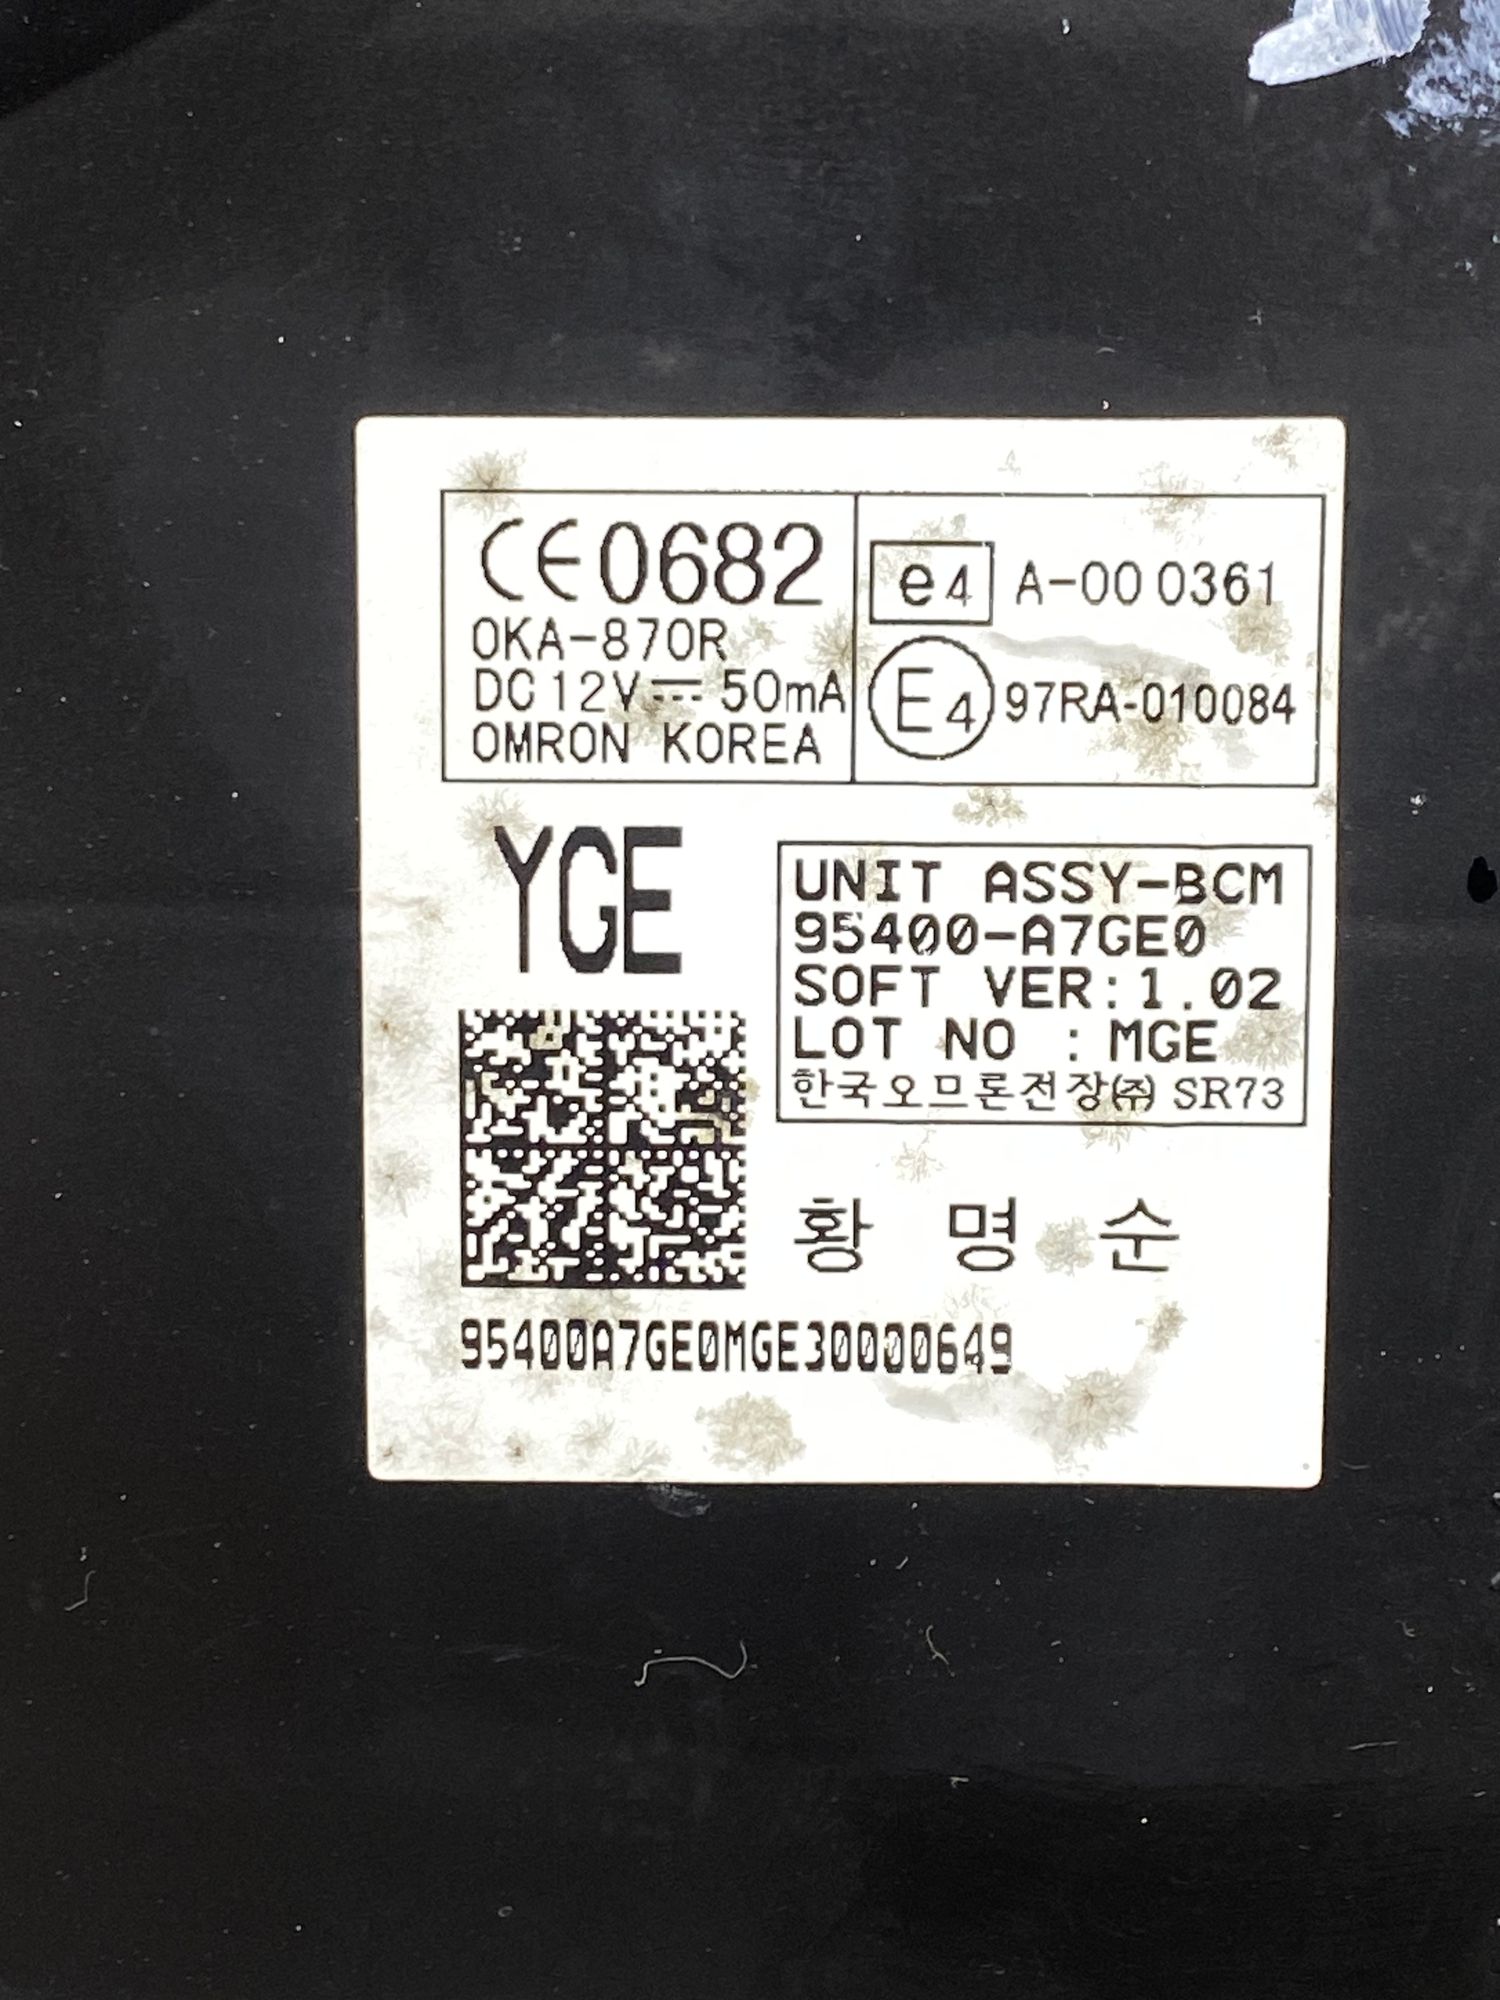 CE0682
OKA-870R
DC12V⎓50mA
OMRON KOREA
e4 A-00 0361
E4 97RA-010084
YGE
UNIT ASSY-BCM
95400-A7GE0
SOFT VER:1.02
LOT NO : MGE
한국오므론전장㈜ SR73
황 명 순
95400A7GE0MGE30000649